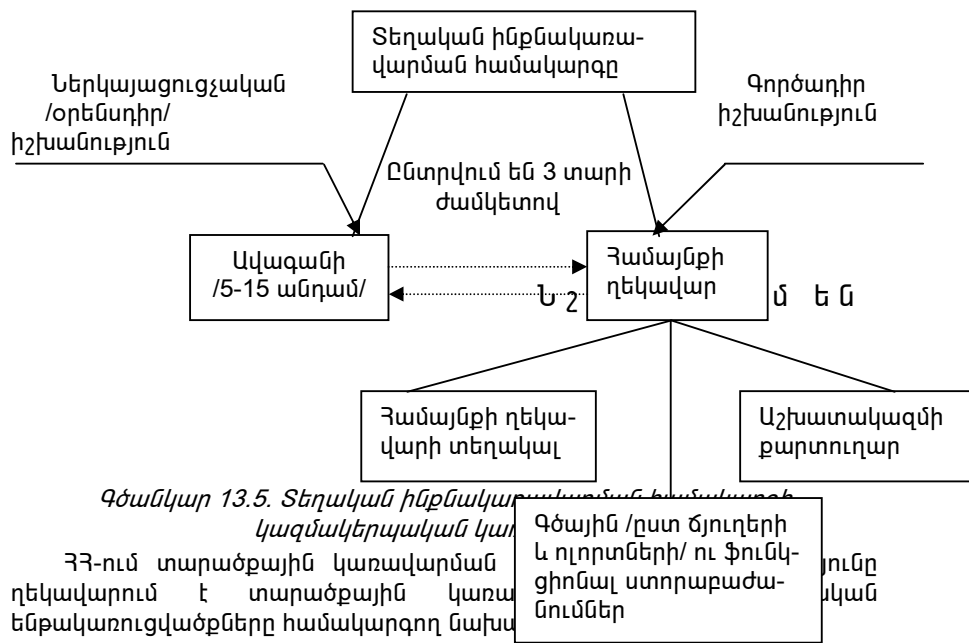 Տեղական ինքնակառա-
վարման համակարգը
Ներկայացուցչական
/օրենսդիր/
իշխանություն
Գործադիր
իշխանություն
Ընտրվում են 3 տարի
ժամկետով
Ավագանի
/5-15 անդամ/
Համայնքի
ղեկավար
Ն շ մ ե ն
Համայնքի ղեկա-
վարի տեղակալ
Աշխատակազմի
քարտուղար
Գծային /ըստ ճյուղերի
և ոլորտների/ ու ֆունկ-
ցիոնալ ստորաբաժա-
նումներ
Գծանկար 13.5. Տեղական
կազմակերպական
ՀՀ-ում տարածքային կառավարման
ղեկավարում է տարածքային
ենթակառուցվածքները համակարգող